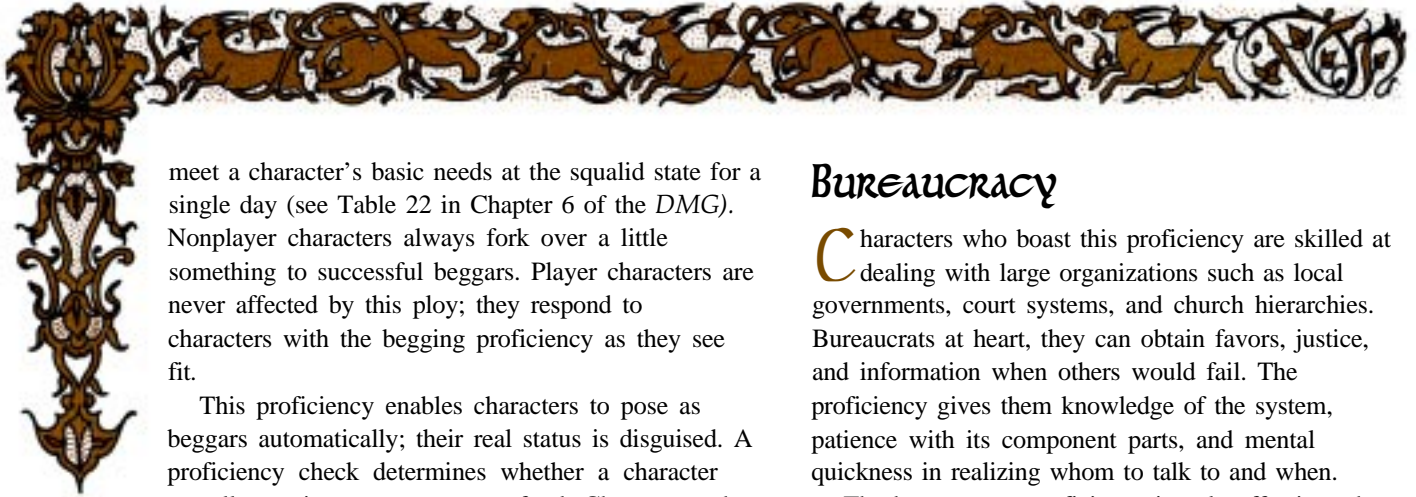 meet a character's basic needs at the squalid state for a
single day (see Table 22 in Chapter 6 of the DMG).
Nonplayer characters always fork over a little
something to successful beggars. Player characters are
never affected by this ploy; they respond to
characters with the begging proficiency as they see
fit.
This proficiency enables characters to pose as
beggars automatically; their real status is disguised. A
proficiency check determines whether a character
Bureaucracy
Characters who boast this proficiency are skilled at
dealing with large organizations such as local
governments, court systems, and church hierarchies.
Bureaucrats at heart, they can obtain favors, justice,
and information when others would fail. The
proficiency gives them knowledge of the system,
patience with its component parts, and mental
quickness in realizing whom to talk to and when.